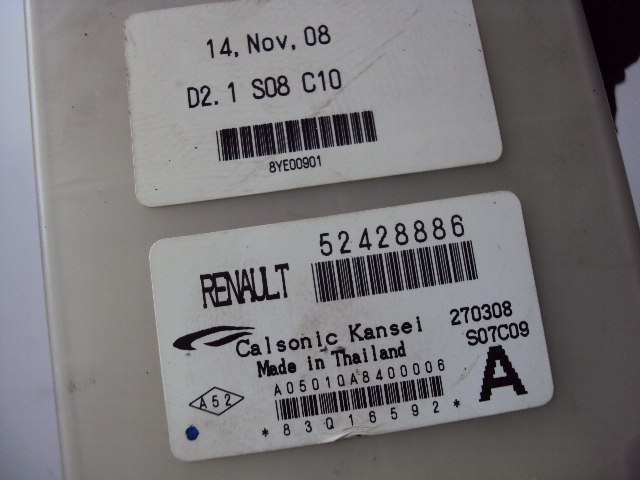 14, Nov, 08
D2. 1 S08 C10
8YE00901
52428886
RENAULT
Calsonic Kansei 270308
Made in Thailand S07C09
A05010A8400006 A
A52
*83Q16592*